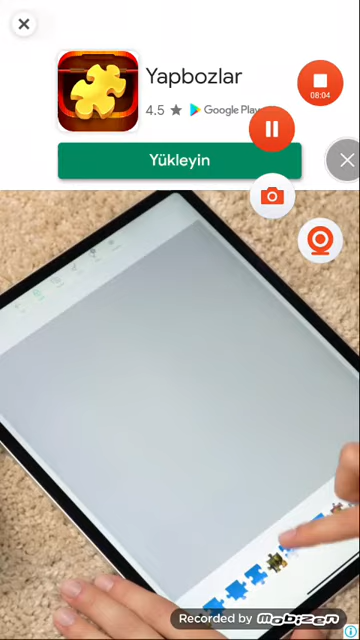 Yapbozlar
08:04
4.5 ★ Google Play
Yükleyin
Recorded by Mobizen